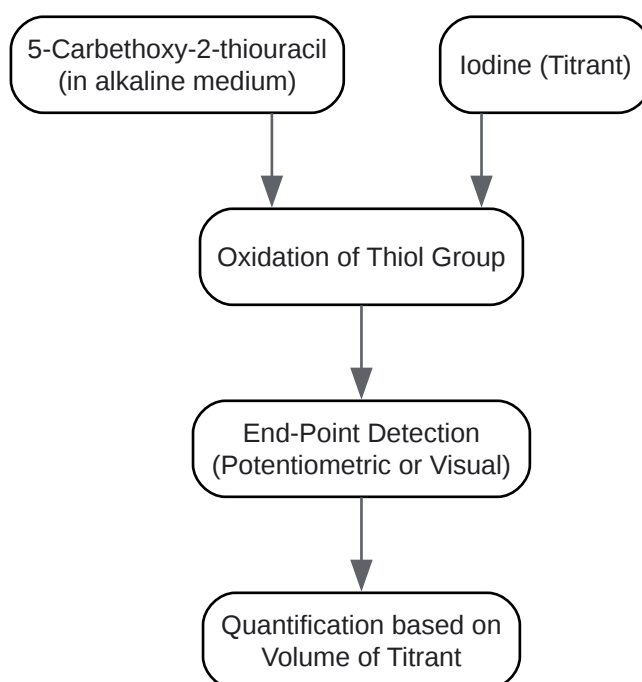 5-Carbethoxy-2-thiouracil
(in alkaline medium)
Iodine (Titrant)
Oxidation of Thiol Group
End-Point Detection
(Potentiometric or Visual)
Quantification based on
Volume of Titrant